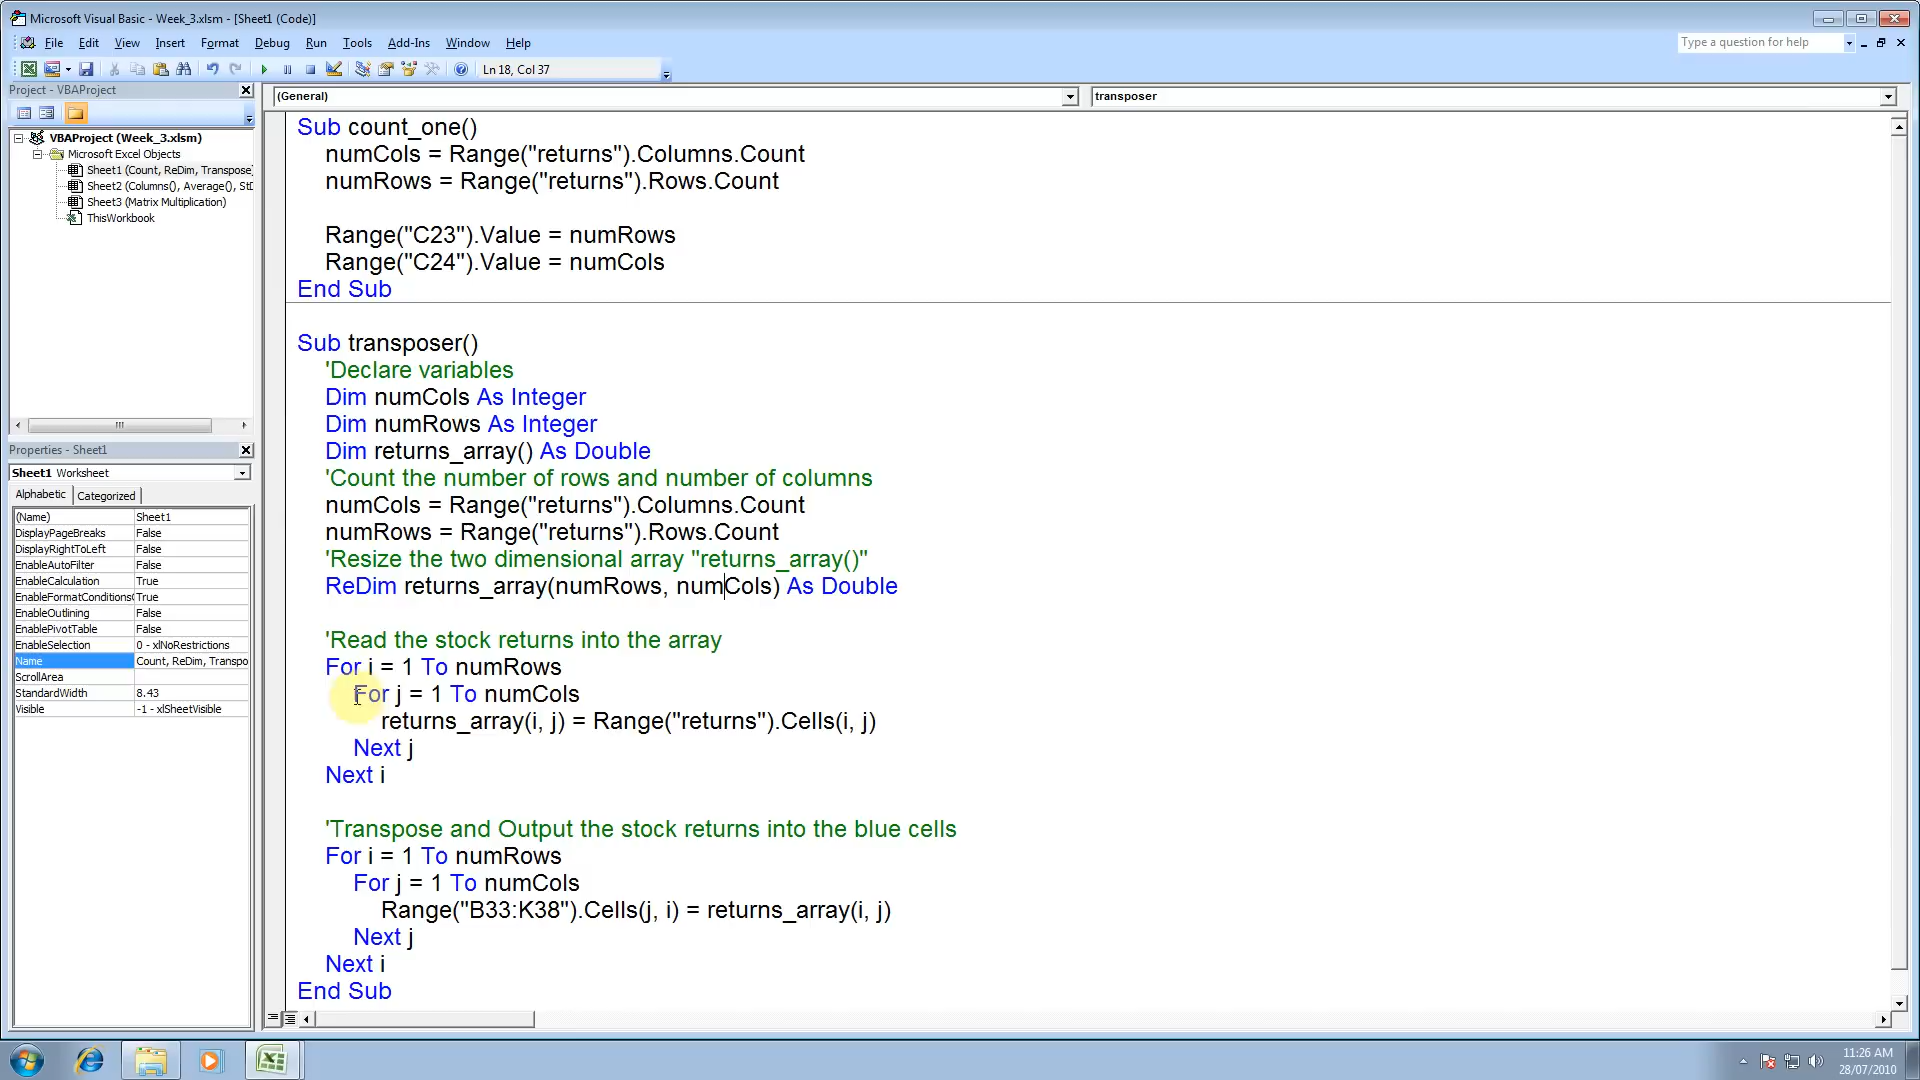 Microsoft Visual Basic - Week_3.xlsm - [Sheet1 (Code)]
File Edit View Insert Format Debug Run Tools Add-Ins Window Help
Type a question for help
Ln 18, Col 37
Project - VBAProject
(General)
transposer
VBAProject (Week_3.xlsm)
Microsoft Excel Objects
Sheet1 (Count, ReDim, Transpose
Sheet2 (Columns(), Average(), StD
Sheet3 (Matrix Multiplication)
ThisWorkbook
Properties - Sheet1
Sheet1 Worksheet
Alphabetic Categorized
(Name) Sheet1
DisplayPageBreaks False
DisplayRightToLeft False
EnableAutoFilter False
EnableCalculation True
EnableFormatConditionsC True
EnableOutlining False
EnablePivotTable False
EnableSelection 0 - xlNoRestrictions
Name Count, ReDim, Transpo
ScrollArea
StandardWidth 8.43
Visible -1 - xlSheetVisible
Sub count_one()
numCols = Range("returns").Columns.Count
numRows = Range("returns").Rows.Count
Range("C23").Value = numRows
Range("C24").Value = numCols
End Sub
Sub transposer()
'Declare variables
Dim numCols As Integer
Dim numRows As Integer
Dim returns_array() As Double
'Count the number of rows and number of columns
numCols = Range("returns").Columns.Count
numRows = Range("returns").Rows.Count
'Resize the two dimensional array "returns_array()"
ReDim returns_array(numRows, numCols) As Double
'Read the stock returns into the array
For i = 1 To numRows
For j = 1 To numCols
returns_array(i, j) = Range("returns").Cells(i, j)
Next j
Next i
'Transpose and Output the stock returns into the blue cells
For i = 1 To numRows
For j = 1 To numCols
Range("B33:K38").Cells(j, i) = returns_array(i, j)
Next j
Next i
End Sub
11:26 AM
28/07/2010